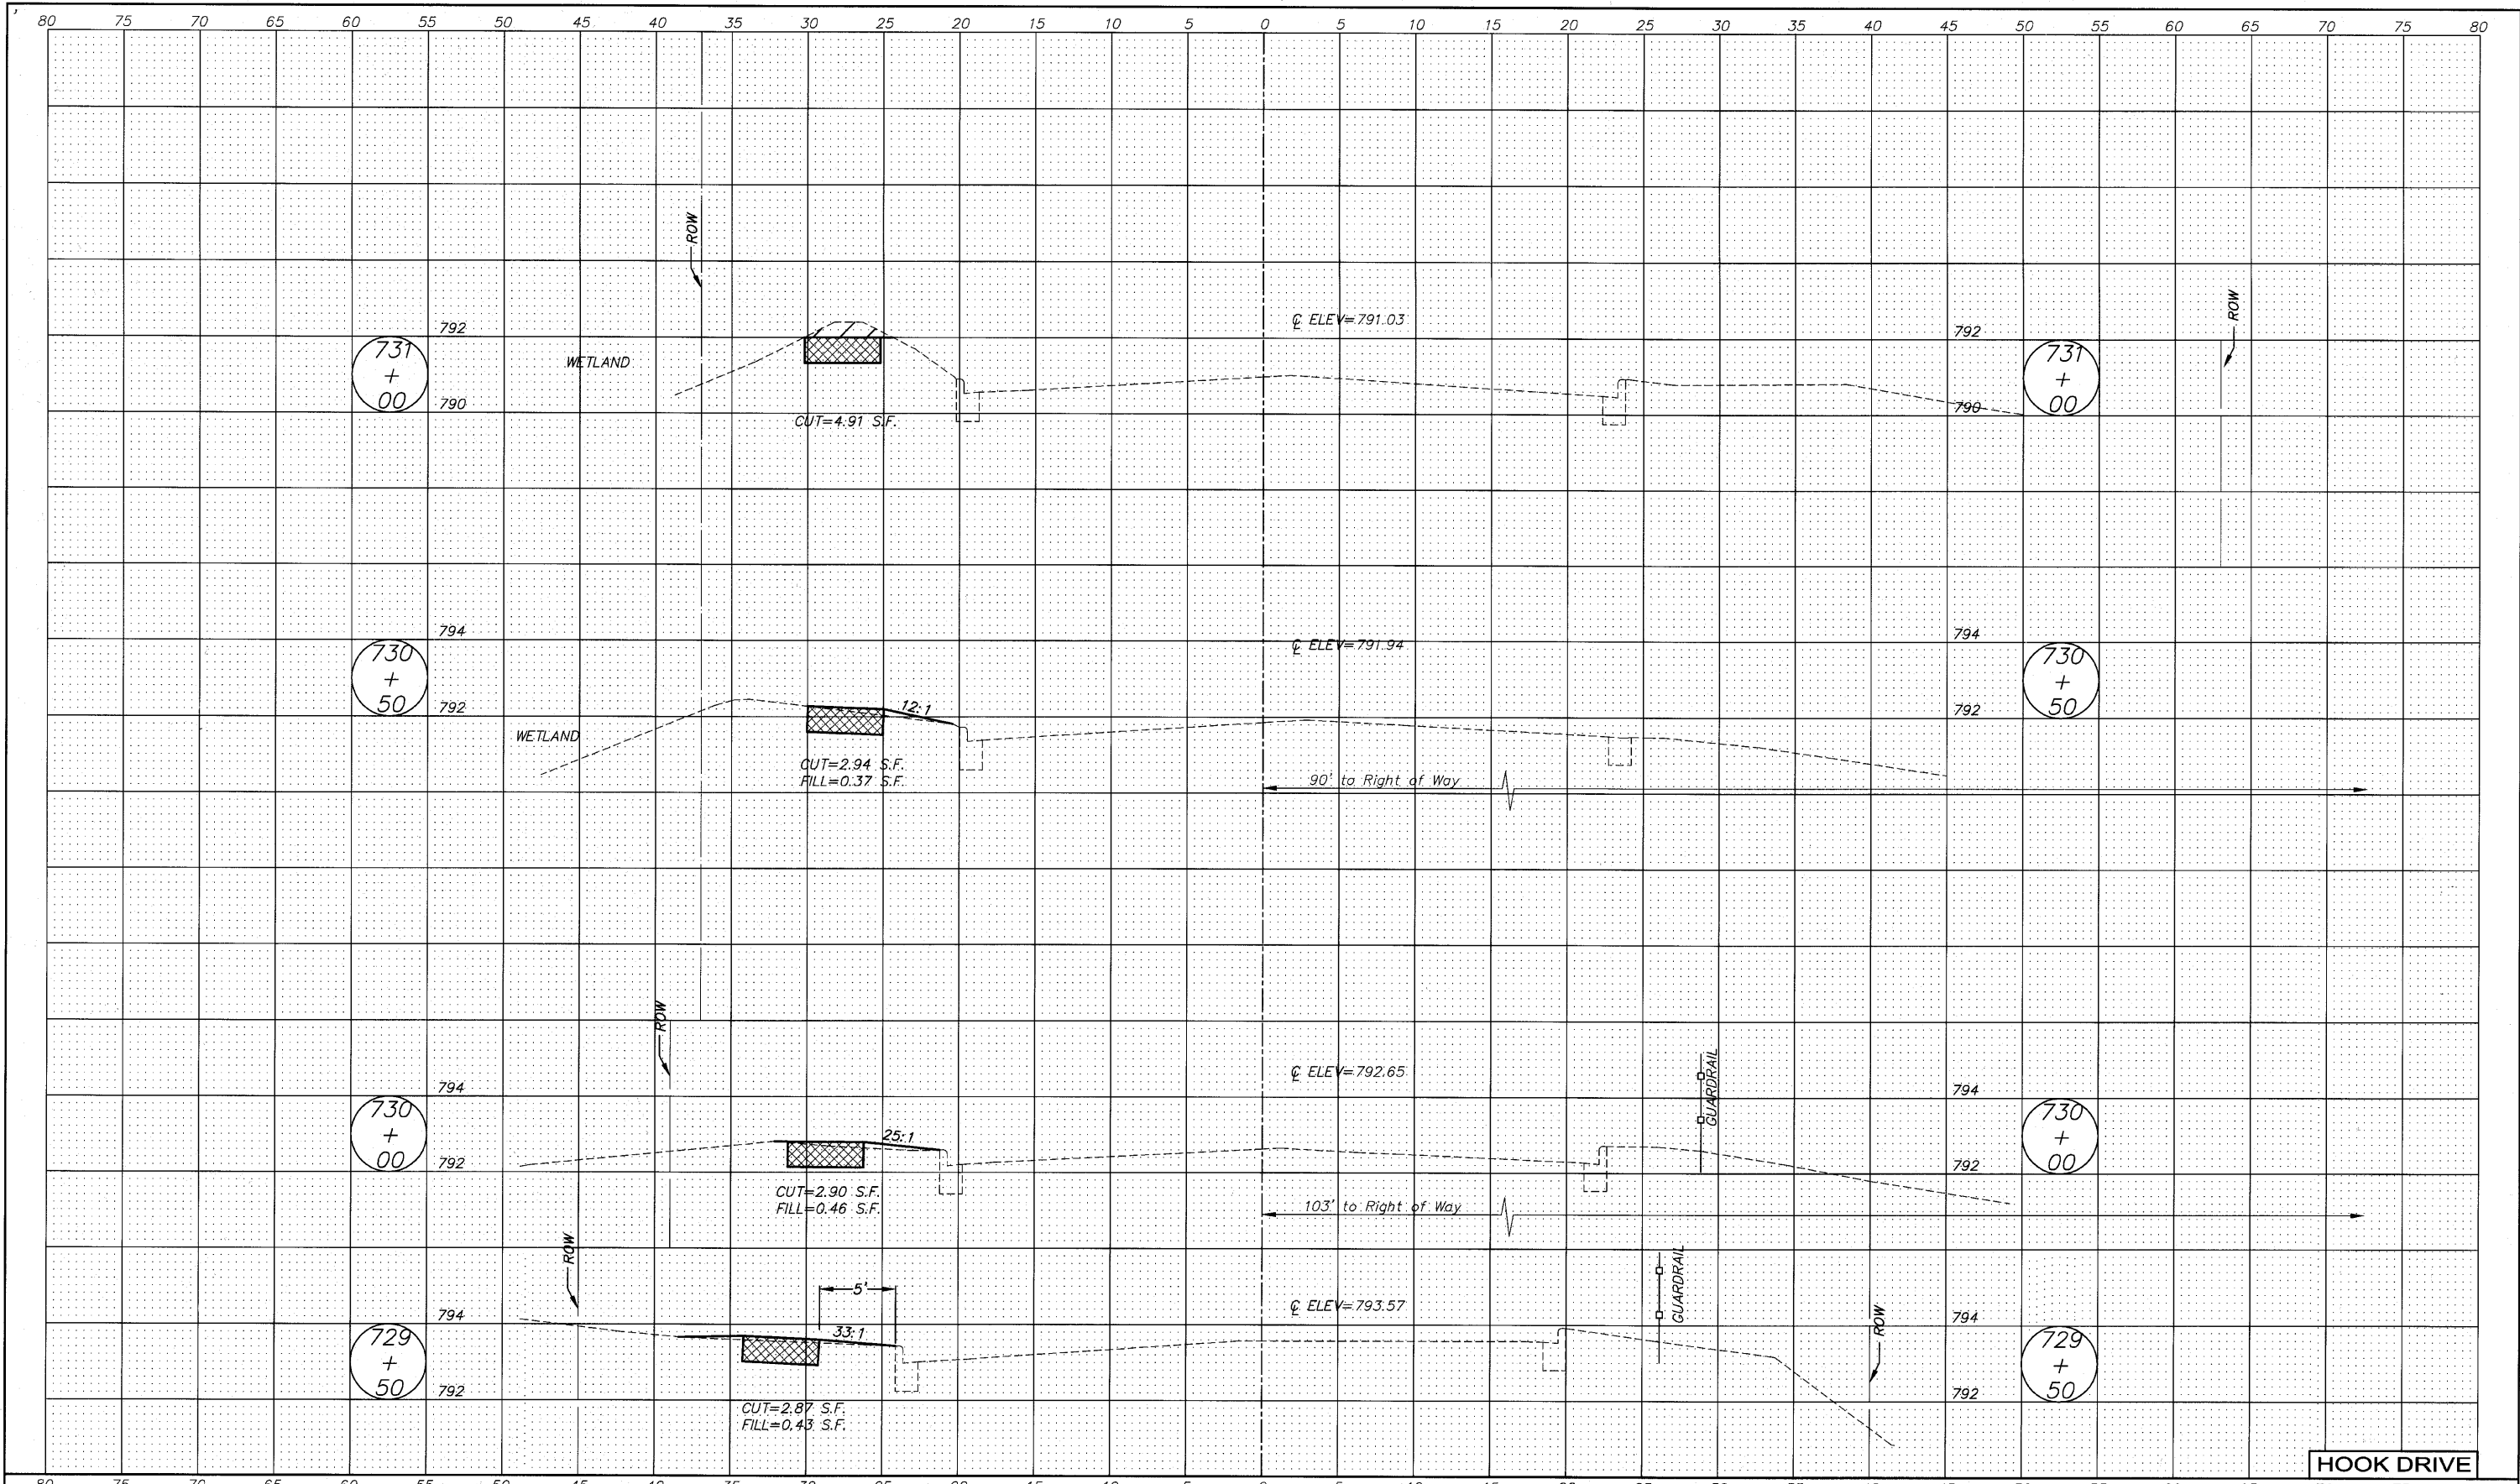 80 75 70 65 60 55 50 45 40 35 30 25 20 15 10 5 0 5 10 15 20 25 30 35 40 45 50 55 60 65 70 75 80
ROW
ROW
792
℄ ELEV=791.03
792
731
+
00
WETLAND
731
+
00
790
790
CUT=4.91 S.F.
794
℄ ELEV=791.94
794
730
+
50
792
12:1
792
730
+
50
WETLAND
CUT=2.94 S.F.
FILL=0.37 S.F.
90' to Right of Way
ROW
794
℄ ELEV=792.65
GUARDRAIL
794
730
+
00
25:1
730
+
00
792
792
CUT=2.90 S.F.
FILL=0.46 S.F.
103' to Right of Way
ROW
5'
GUARDRAIL
794
℄ ELEV=793.57
794
ROW
729
+
50
33:1
729
+
50
792
792
CUT=2.87 S.F.
FILL=0.43 S.F.
HOOK DRIVE